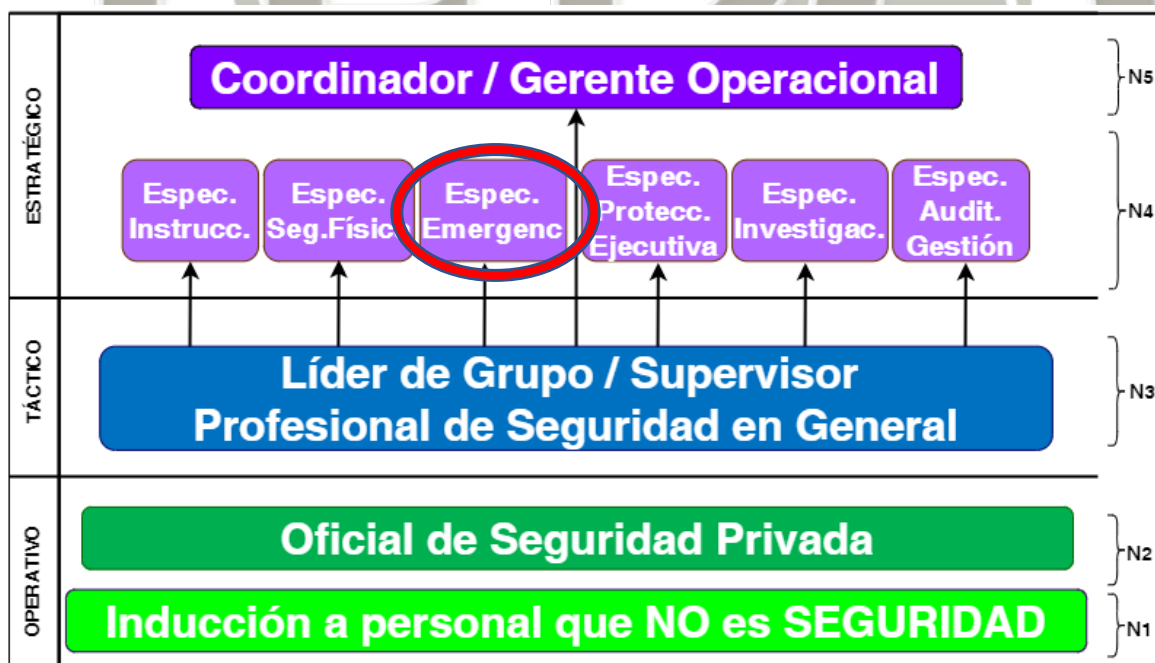 ESTRATÉGICO
Coordinador / Gerente Operacional
N5
Espec.
Instrucc.
Espec.
Seg.Físic
Espec.
Emergenc
Espec.
Protecc.
Ejecutiva
Espec.
Investigac.
Espec.
Audit.
Gestión
N4
TÁCTICO
Líder de Grupo / Supervisor
Profesional de Seguridad en General
N3
OPERATIVO
Oficial de Seguridad Privada
N2
Inducción a personal que NO es SEGURIDAD
N1